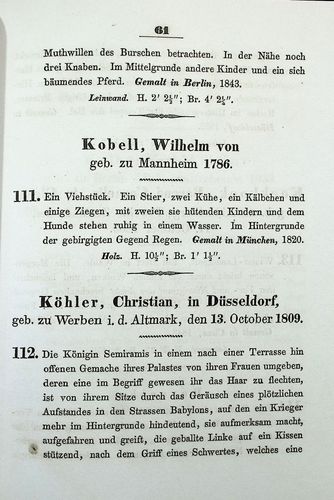 61
Muthwillen des Burschen betrachten. In der Nähe noch
drei Knaben. Im Mittelgrunde andere Kinder und ein sich
bäumendes Pferd. Gemalt in Berlin, 1843.
Leinwand. H. 2' 2½"; Br. 4' 2½".
Kobell, Wilhelm von
geb. zu Mannheim 1786.
111. Ein Viehstück. Ein Stier, zwei Kühe, ein Kälbchen und
einige Ziegen, mit zweien sie hütenden Kindern und dem
Hunde stehen ruhig in einem Wasser. Im Hintergrunde
der gebirgigten Gegend Regen. Gemalt in München, 1820.
Holz. H. 10½"; Br. 1' 1½".
Köhler, Christian, in Düsseldorf,
geb. zu Werben i. d. Altmark, den 13. October 1809.
112. Die Königin Semiramis in einem nach einer Terrasse hin
offenen Gemache ihres Palastes von ihren Frauen umgeben,
deren eine im Begriff gewesen ihr das Haar zu flechten,
ist von ihrem Sitze durch das Geräusch eines plötzlichen
Aufstandes in den Strassen Babylons, auf den ein Krieger
mehr im Hintergrunde hindeutend, sie aufmerksam macht,
aufgefahren und greift, die geballte Linke auf ein Kissen
stützend, nach dem Griff eines Schwertes, welches eine